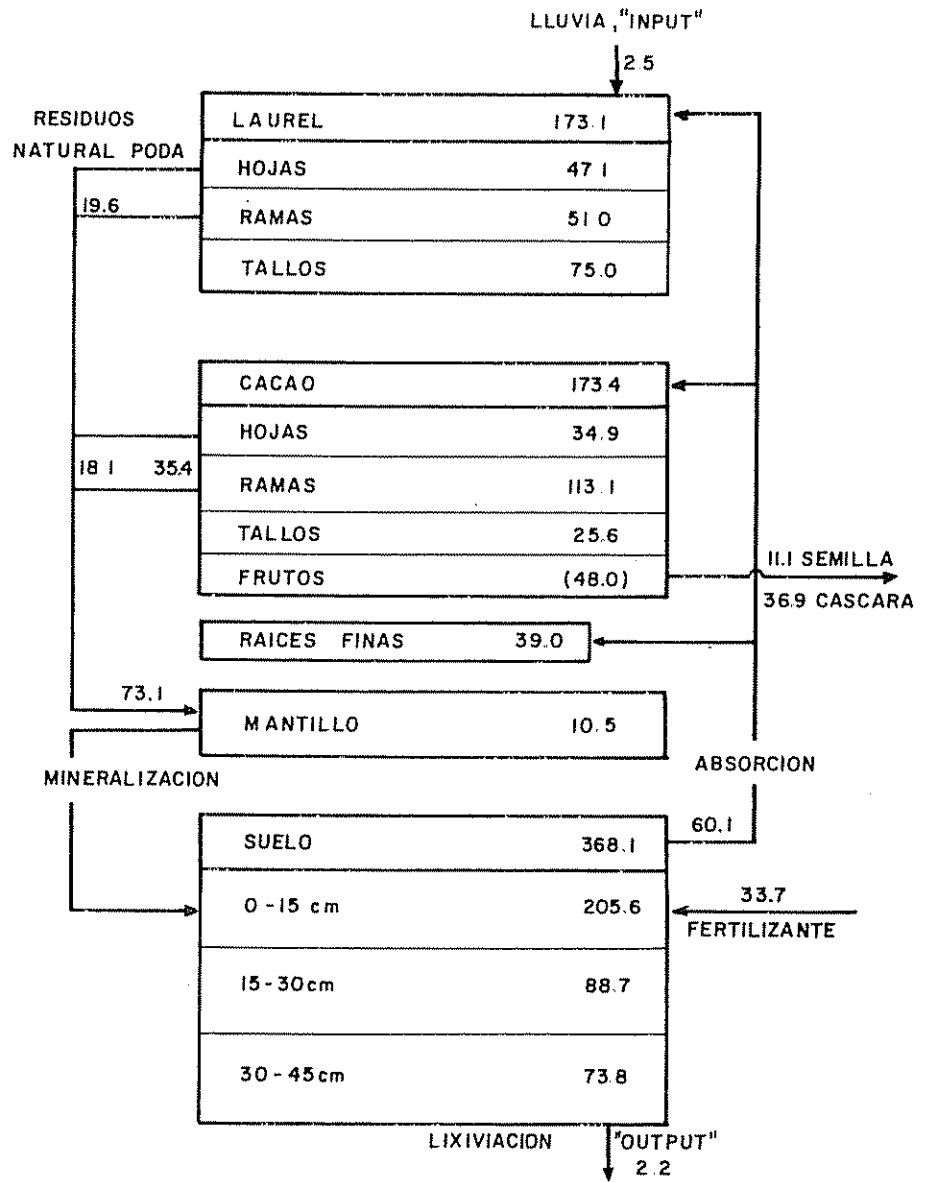 LLUVIA, "INPUT"
2.5
RESIDUOS
NATURAL PODA
LAUREL 173.1
HOJAS 47.1
19.6
RAMAS 51.0
TALLOS 75.0
CACAO 173.4
HOJAS 34.9
18.1 35.4
RAMAS 113.1
TALLOS 25.6
FRUTOS (48.0)
11.1 SEMILLA
36.9 CASCARA
RAICES FINAS 39.0
73.1
MANTILLO 10.5
MINERALIZACION
ABSORCION
SUELO 368.1
60.1
0-15 cm 205.6
33.7
FERTILIZANTE
15-30cm 88.7
30-45cm 73.8
LIXIVIACION "OUTPUT"
2.2